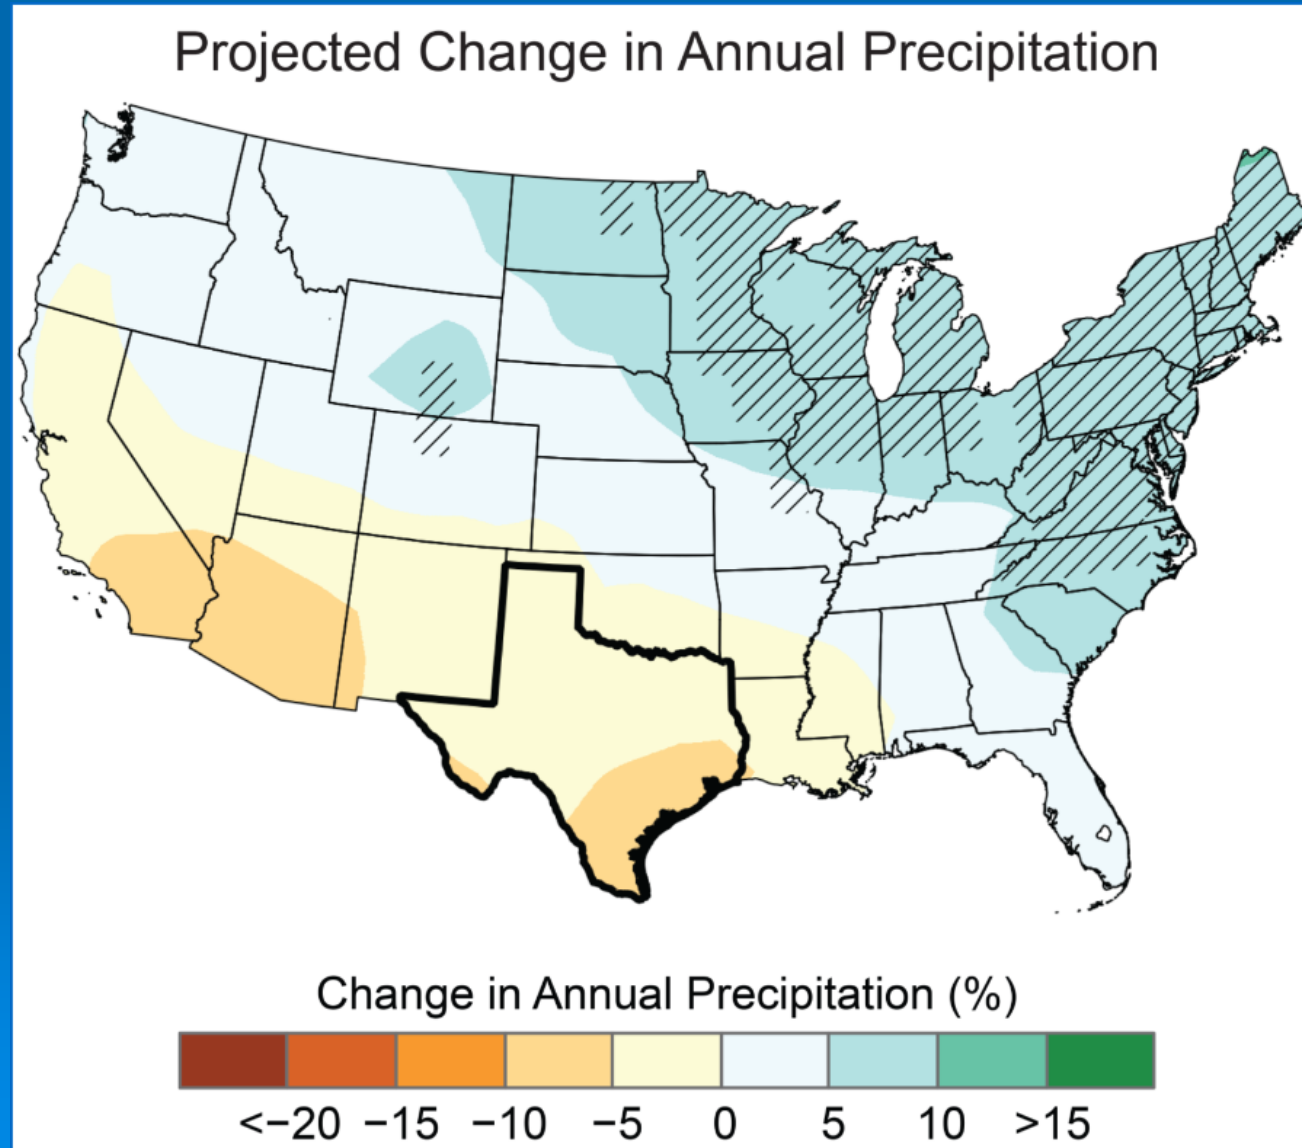 Projected Change in Annual Precipitation
Change in Annual Precipitation (%)
<−20 −15 −10 −5 0 5 10 >15